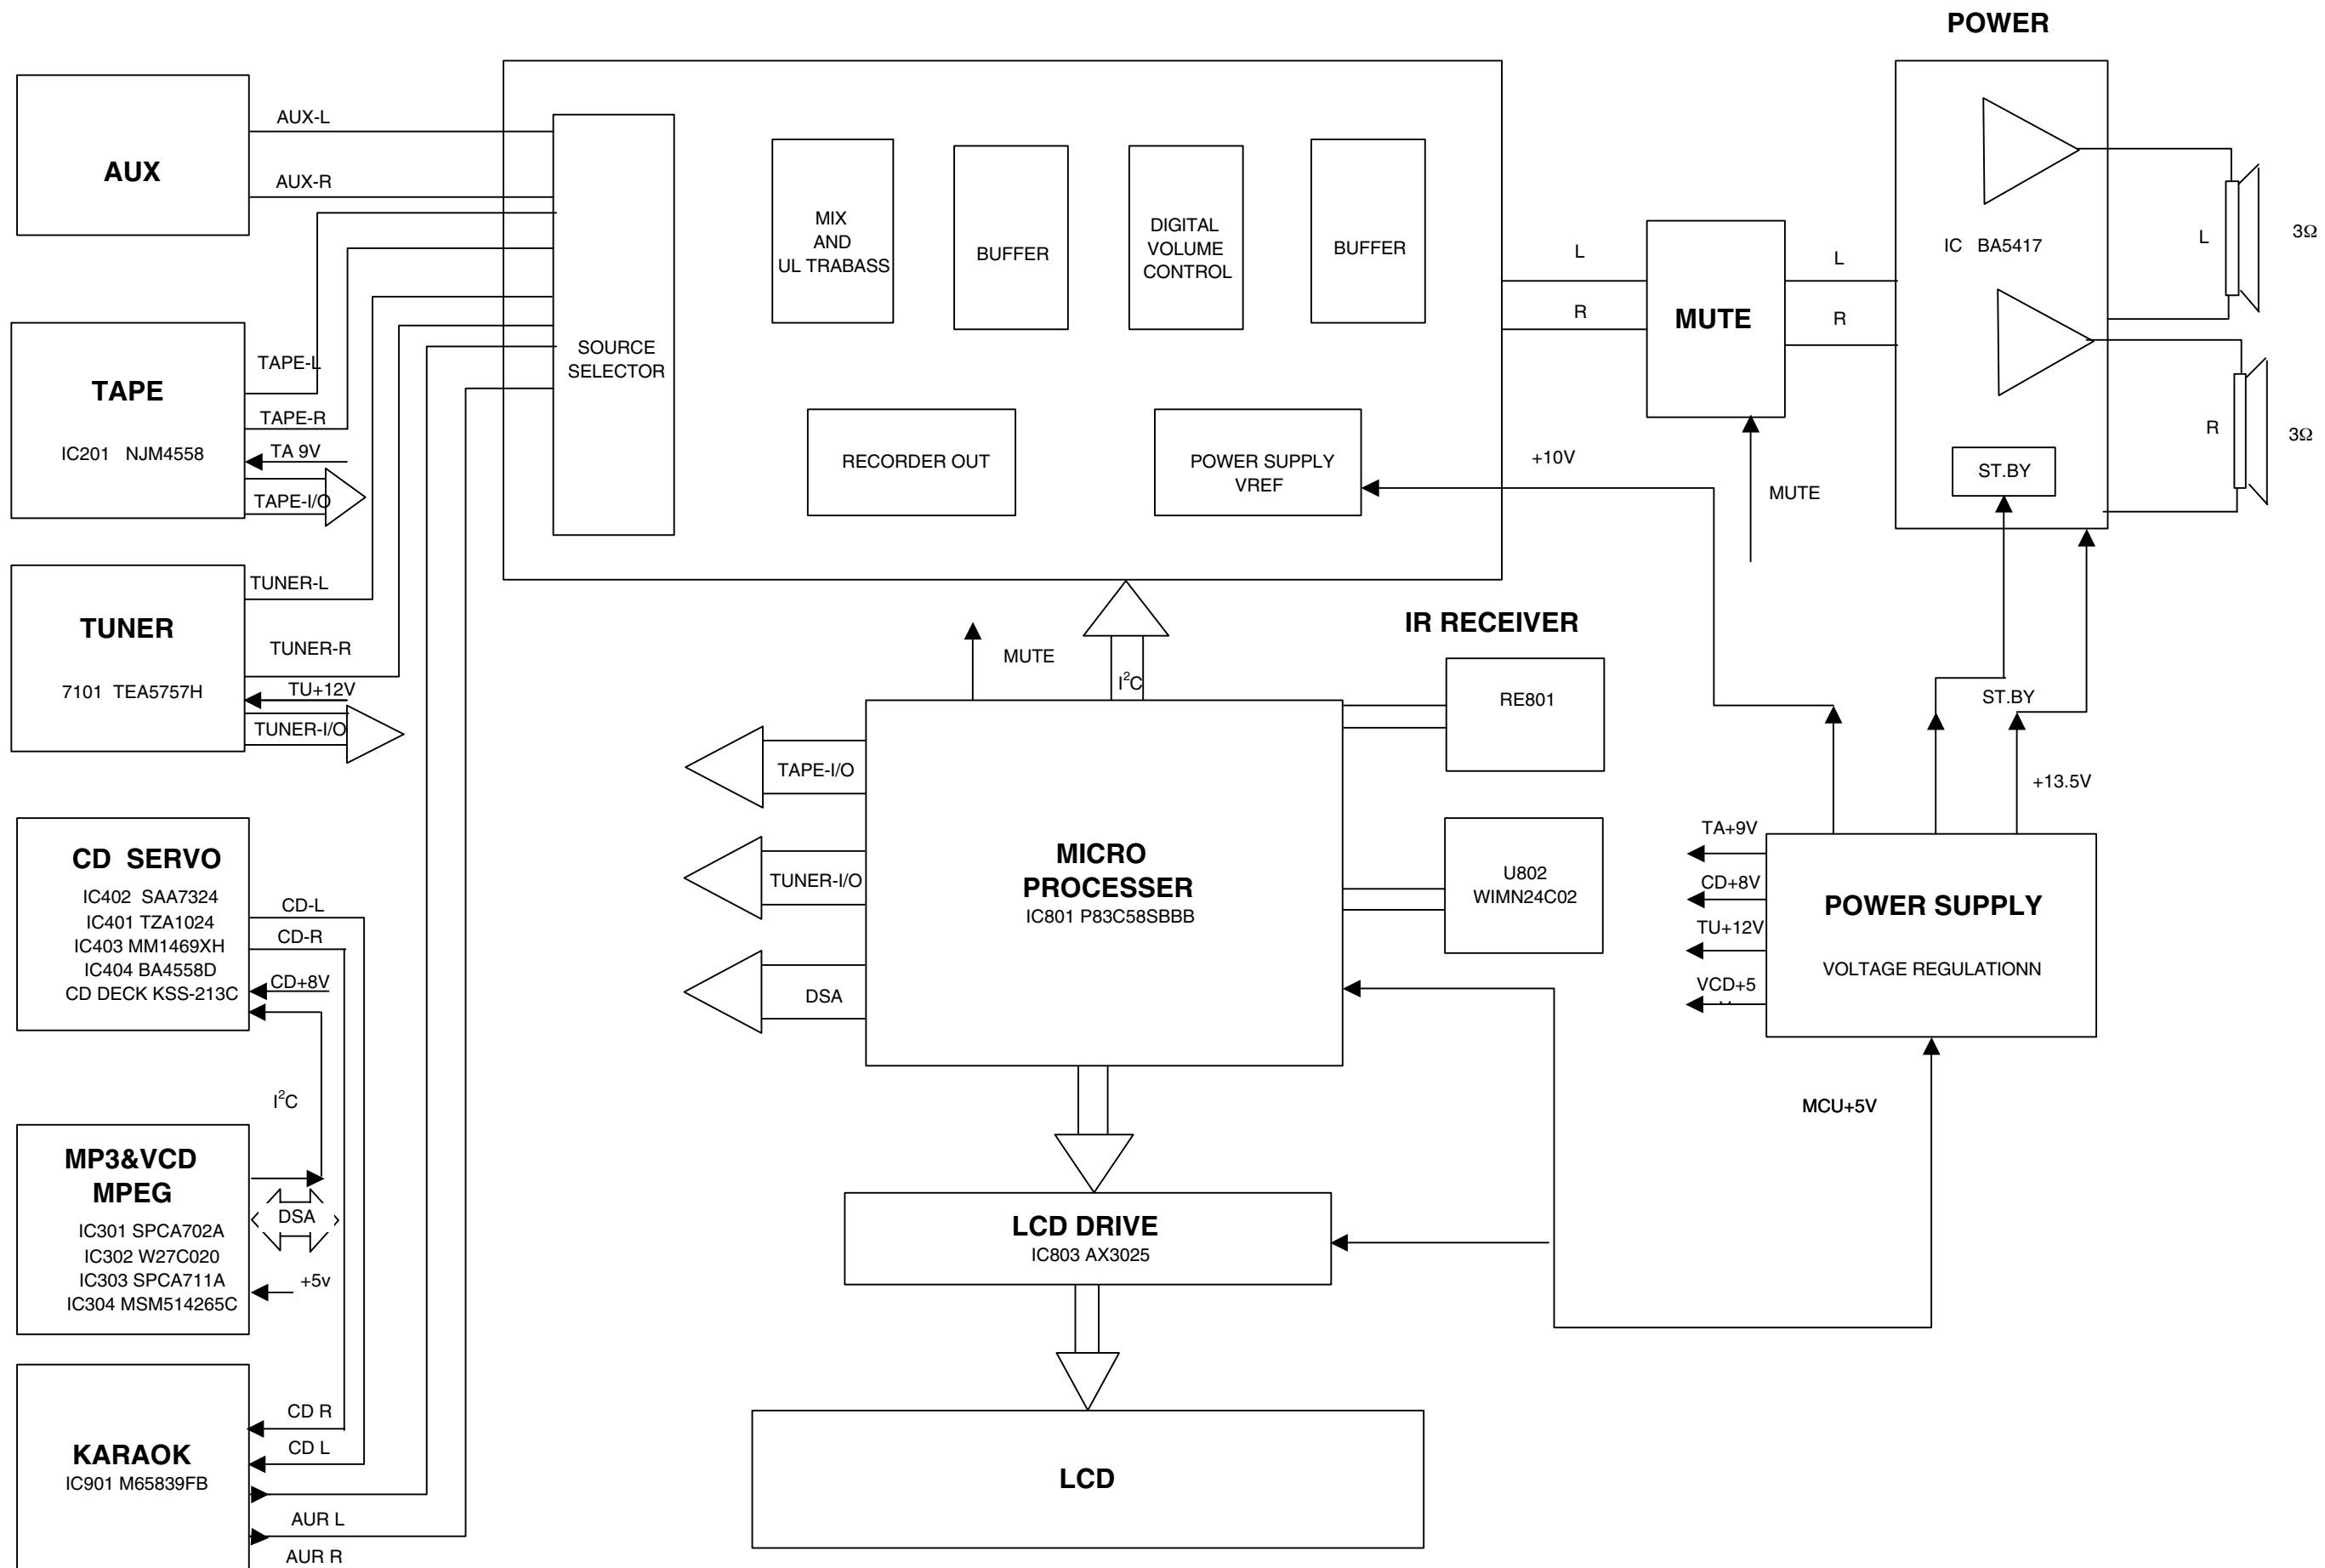 POWER
AUX
AUX-L
AUX-R
TAPE
IC201 NJM4558
TAPE-L
TAPE-R
TA 9V
TAPE-I/O
TUNER
7101 TEA5757H
TUNER-L
TUNER-R
TU+12V
TUNER-I/O
CD SERVO
IC402 SAA7324
IC401 TZA1024
IC403 MM1469XH
IC404 BA4558D
CD DECK KSS-213C
CD-L
CD-R
CD+8V
I²C
MP3&VCD
MPEG
IC301 SPCA702A
IC302 W27C020
IC303 SPCA711A
IC304 MSM514265C
DSA
+5v
KARAOK
IC901 M65839FB
CD R
CD L
AUR L
AUR R
SOURCE
SELECTOR
MIX
AND
UL TRABASS
BUFFER
DIGITAL
VOLUME
CONTROL
BUFFER
RECORDER OUT
POWER SUPPLY
VREF
+10V
L
R
MUTE
MUTE
L
R
IC BA5417
ST.BY
L
3Ω
R
3Ω
MUTE
I²C
IR RECEIVER
RE801
TAPE-I/O
TUNER-I/O
DSA
MICRO
PROCESSER
IC801 P83C58SBBB
U802
WIMN24C02
ST.BY
+13.5V
TA+9V
CD+8V
TU+12V
VCD+5
POWER SUPPLY
VOLTAGE REGULATIONN
MCU+5V
LCD DRIVE
IC803 AX3025
LCD